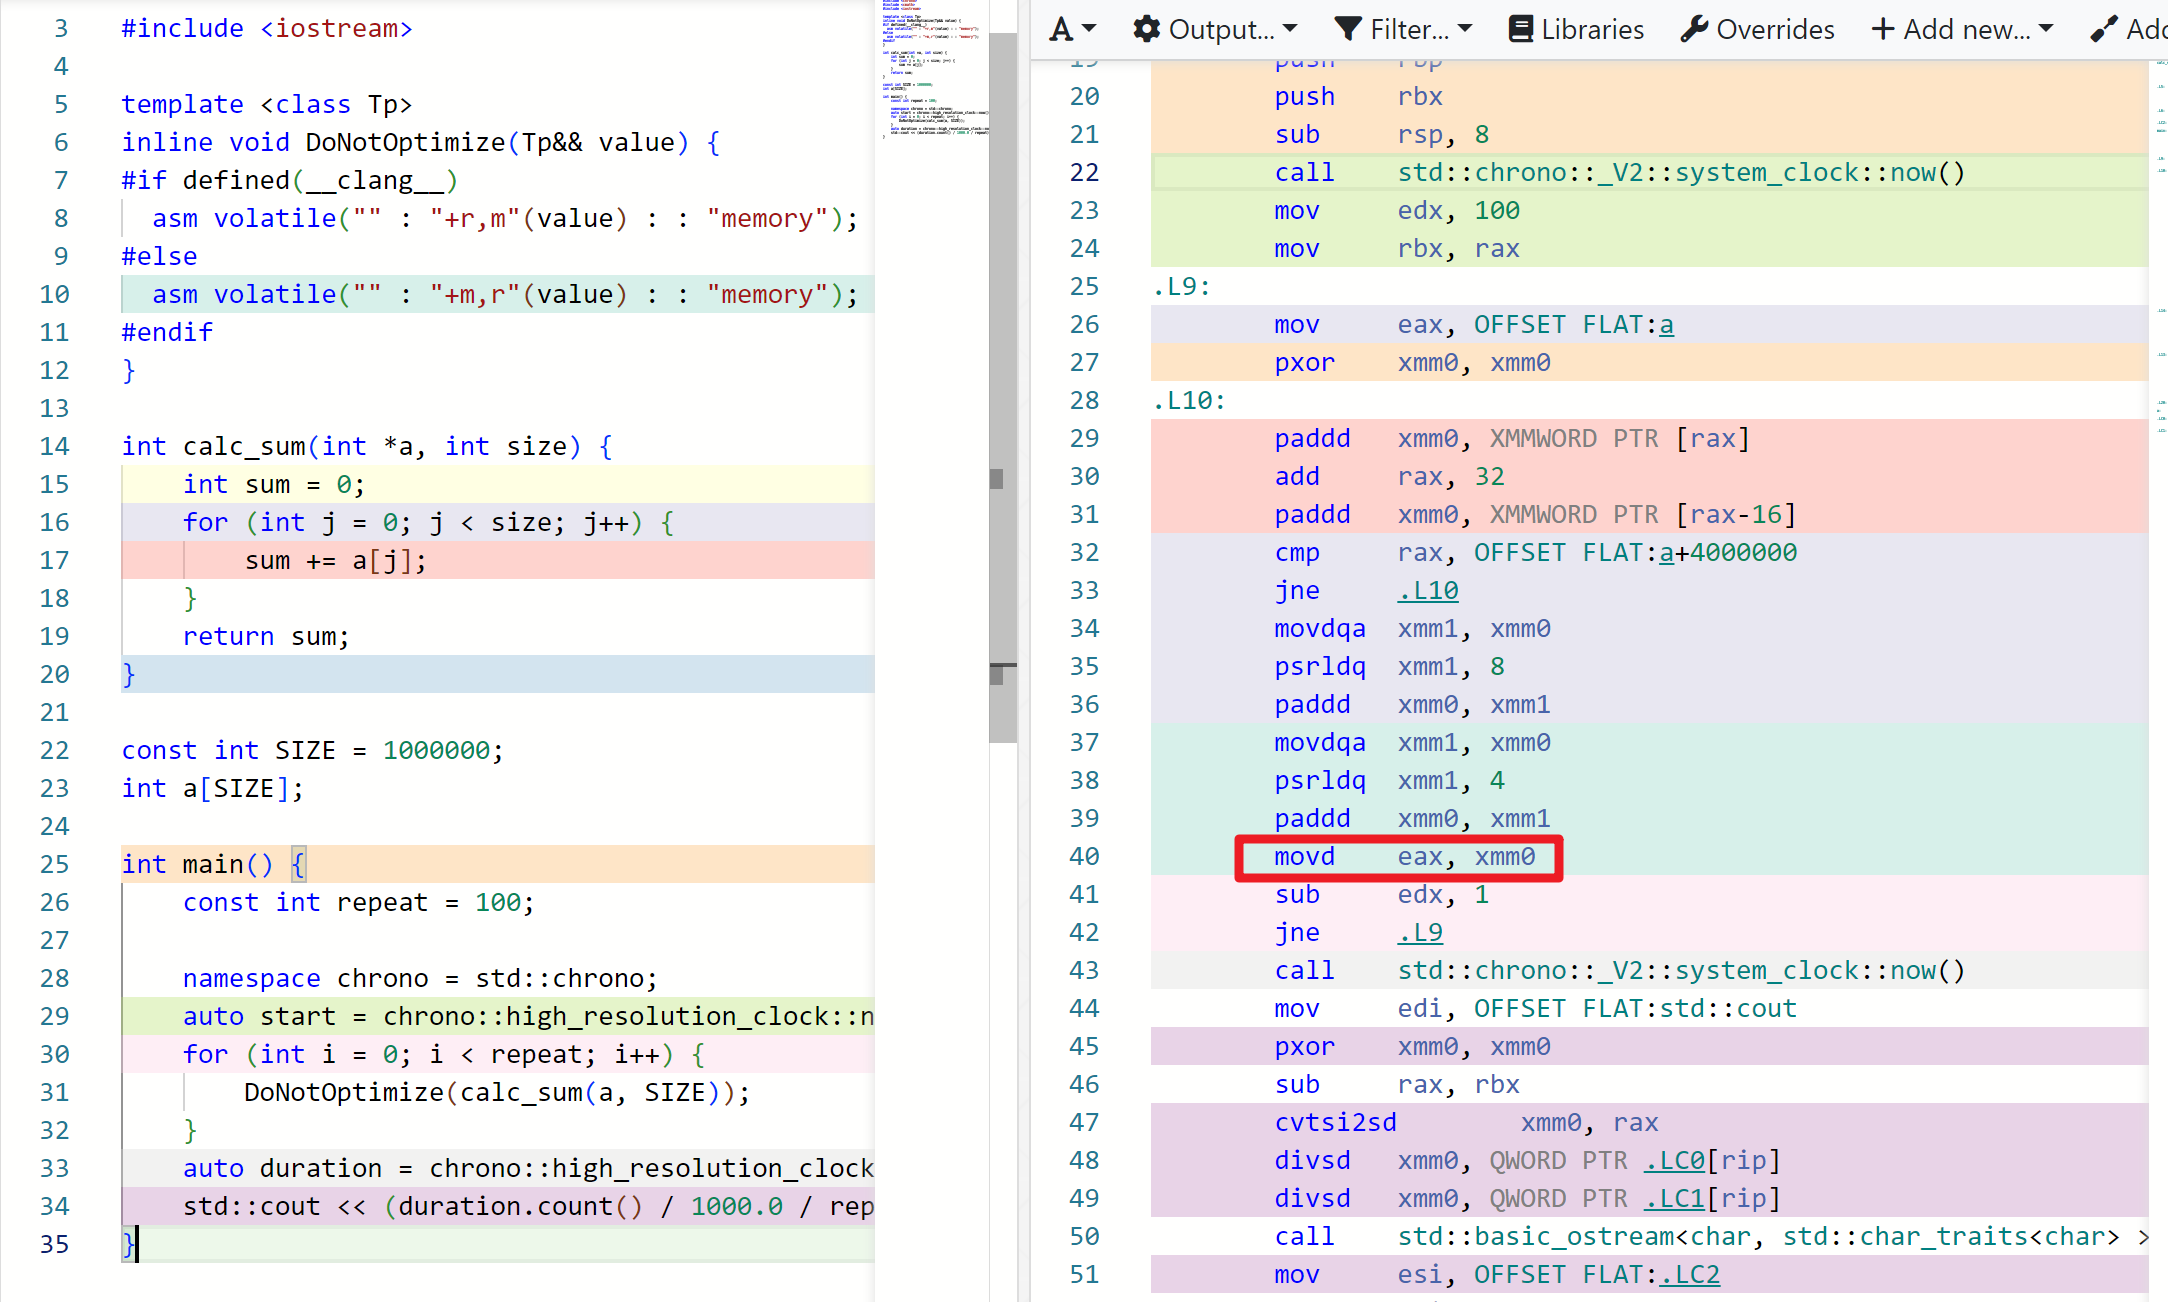 3 #include <iostream>
4
5 template <class Tp>
6 inline void DoNotOptimize(Tp&& value) {
7 #if defined(__clang__)
8   asm volatile("" : "+r,m"(value) : : "memory");
9 #else
10   asm volatile("" : "+m,r"(value) : : "memory");
11 #endif
12 }
13
14 int calc_sum(int *a, int size) {
15     int sum = 0;
16     for (int j = 0; j < size; j++) {
17         sum += a[j];
18     }
19     return sum;
20 }
21
22 const int SIZE = 1000000;
23 int a[SIZE];
24
25 int main() {
26     const int repeat = 100;
27
28     namespace chrono = std::chrono;
29     auto start = chrono::high_resolution_clock::n
30     for (int i = 0; i < repeat; i++) {
31         DoNotOptimize(calc_sum(a, SIZE));
32     }
33     auto duration = chrono::high_resolution_clock
34     std::cout << (duration.count() / 1000.0 / rep
35 }
A Output... Filter... Libraries Overrides + Add new... Add
19 push rbp
20 push rbx
21 sub rsp, 8
22 call std::chrono::_V2::system_clock::now()
23 mov edx, 100
24 mov rbx, rax
25 .L9:
26 mov eax, OFFSET FLAT:a
27 pxor xmm0, xmm0
28 .L10:
29 paddd xmm0, XMMWORD PTR [rax]
30 add rax, 32
31 paddd xmm0, XMMWORD PTR [rax-16]
32 cmp rax, OFFSET FLAT:a+4000000
33 jne .L10
34 movdqa xmm1, xmm0
35 psrldq xmm1, 8
36 paddd xmm0, xmm1
37 movdqa xmm1, xmm0
38 psrldq xmm1, 4
39 paddd xmm0, xmm1
40 movd eax, xmm0
41 sub edx, 1
42 jne .L9
43 call std::chrono::_V2::system_clock::now()
44 mov edi, OFFSET FLAT:std::cout
45 pxor xmm0, xmm0
46 sub rax, rbx
47 cvtsi2sd xmm0, rax
48 divsd xmm0, QWORD PTR .LC0[rip]
49 divsd xmm0, QWORD PTR .LC1[rip]
50 call std::basic_ostream<char, std::char_traits<char> >
51 mov esi, OFFSET FLAT:.LC2